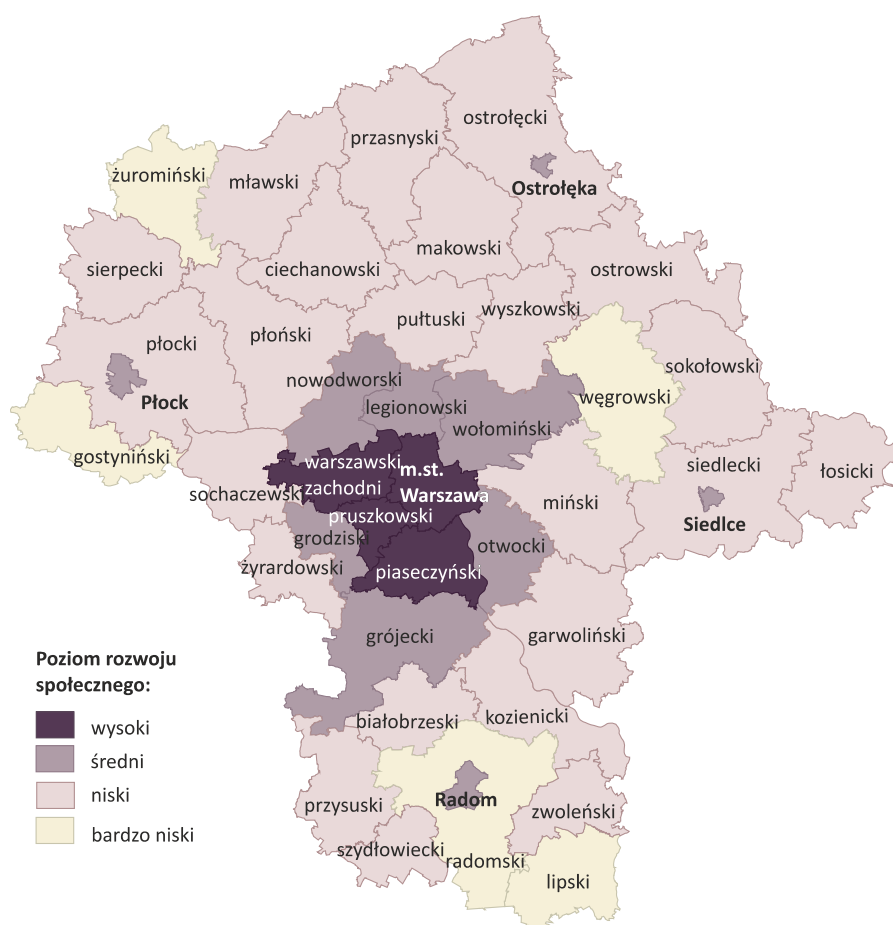 ostrołęcki
przasnyski
żuromiński
mławski
Ostrołęka
makowski
sierpecki
ciechanowski
ostrowski
wyszkowski
pułtuski
płoński
płocki
sokołowski
nowodworski
węgrowski
Płock
legionowski
wołomiński
gostyniński
warszawski
zachodni
m.st.
Warszawa
siedlecki
łosicki
sochaczewski
miński
pruszkowski
Siedlce
grodziski
otwocki
żyrardowski
piaseczyński
grójecki
garwoliński
Poziom rozwoju
społecznego:
wysoki
średni
niski
bardzo niski
białobrzeski
kozienicki
przysuski
Radom
zwoleński
szydłowiecki
radomski
lipski